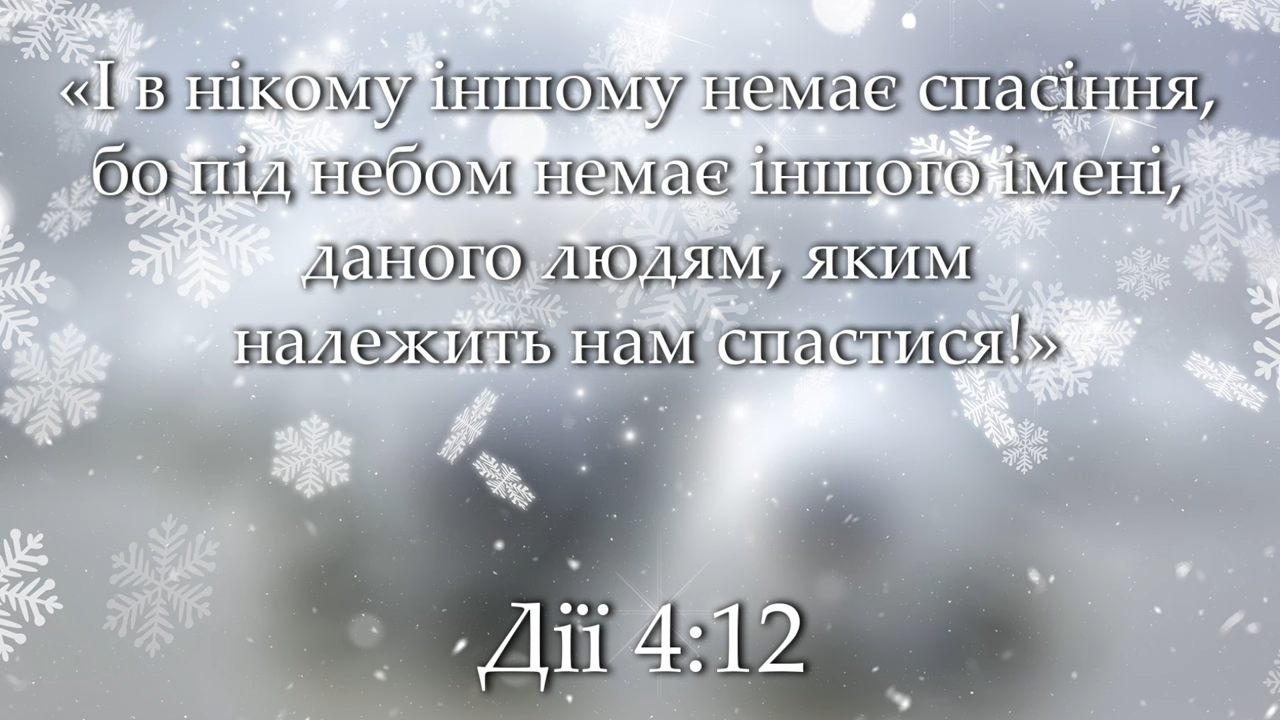 «І в нікому іншому немає спасіння,
бо під небом немає іншого імені,
даного людям, яким
належить нам спастися!»
Дії 4:12